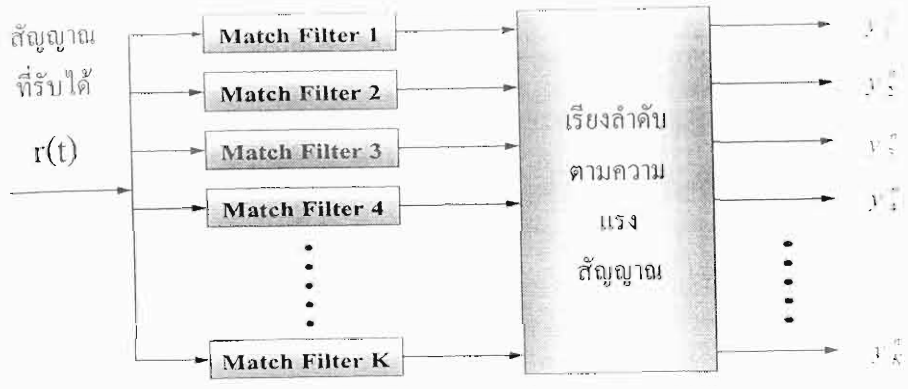 สัญญาณ
ที่รับได้
r(t)
Match Filter 1
Match Filter 2
Match Filter 3
Match Filter 4
Match Filter K
เรียงลำดับ
ตามความ
แรง
สัญญาณ